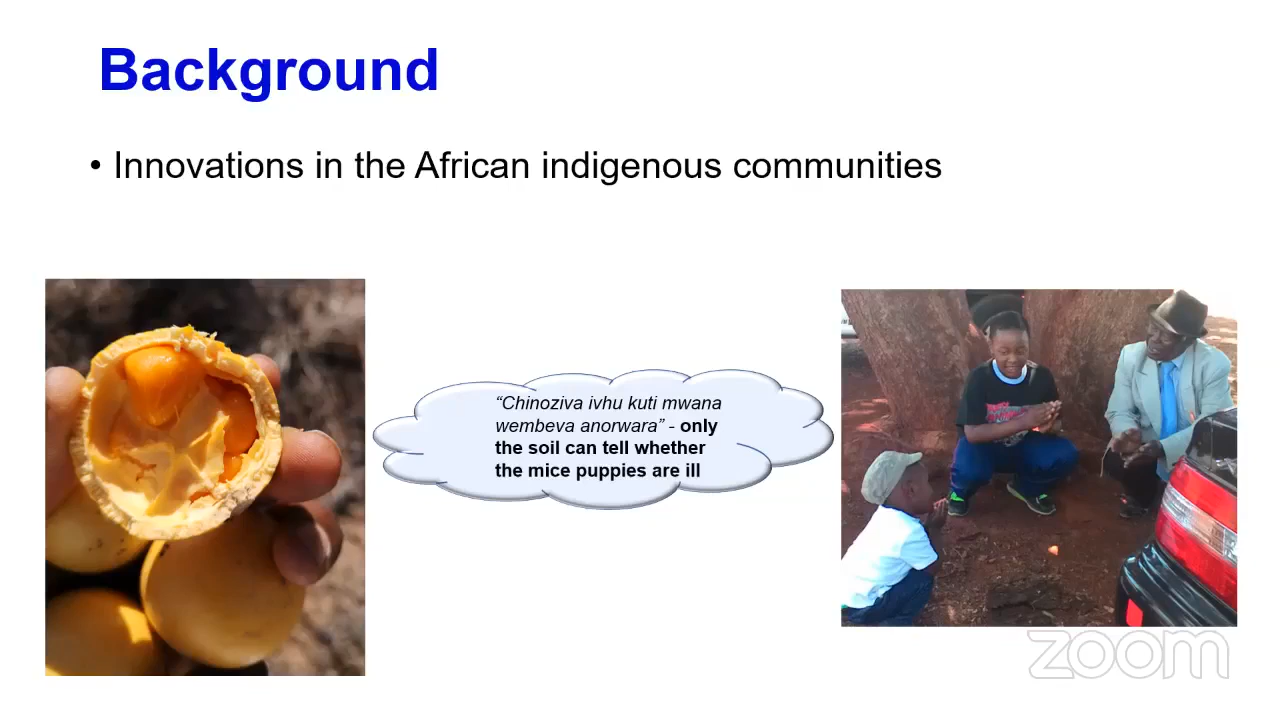 Background
• Innovations in the African indigenous communities
“Chinoziva ivhu kuti mwana
wembeva anorwara” - only
the soil can tell whether
the mice puppies are ill
zoom